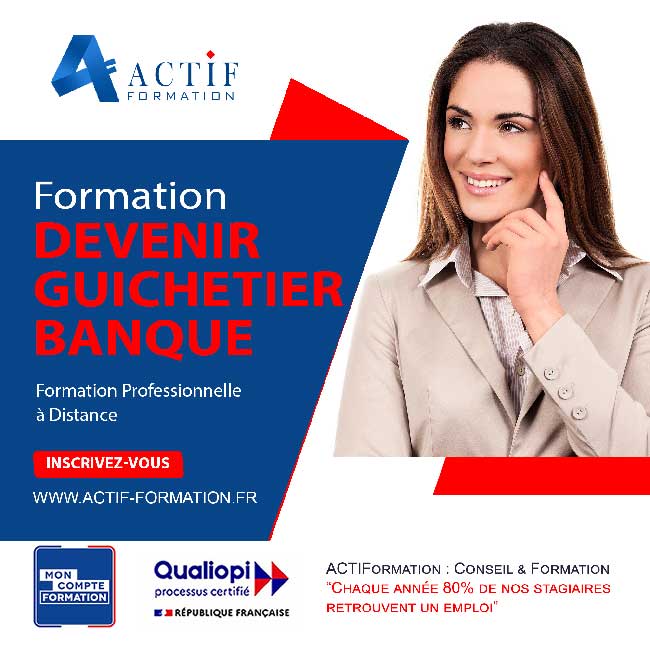 ACTIF
FORMATION
Formation
DEVENIR
GUICHETIER
BANQUE
Formation Professionnelle
à Distance
INSCRIVEZ-VOUS
WWW.ACTIF-FORMATION.FR
MON
COMPTE
FORMATION
Qualiopi
processus certifié
RÉPUBLIQUE FRANÇAISE
ACTIFormation : Conseil & Formation
"Chaque année 80% de nos stagiaires
retrouvent un emploi"